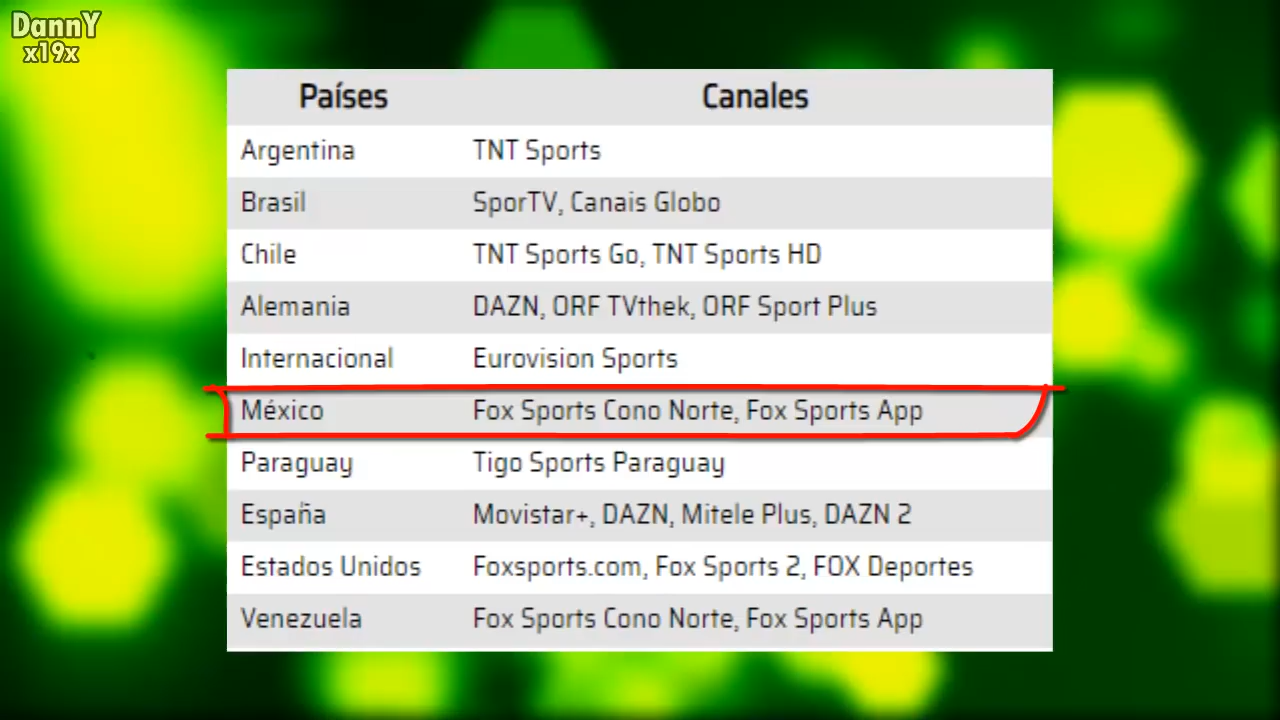 DannY
x19x
Países Canales
Argentina TNT Sports
Brasil SporTV, Canais Globo
Chile TNT Sports Go, TNT Sports HD
Alemania DAZN, ORF TVthek, ORF Sport Plus
Internacional Eurovision Sports
México Fox Sports Cono Norte, Fox Sports App
Paraguay Tigo Sports Paraguay
España Movistar+, DAZN, Mitele Plus, DAZN 2
Estados Unidos Foxsports.com, Fox Sports 2, FOX Deportes
Venezuela Fox Sports Cono Norte, Fox Sports App